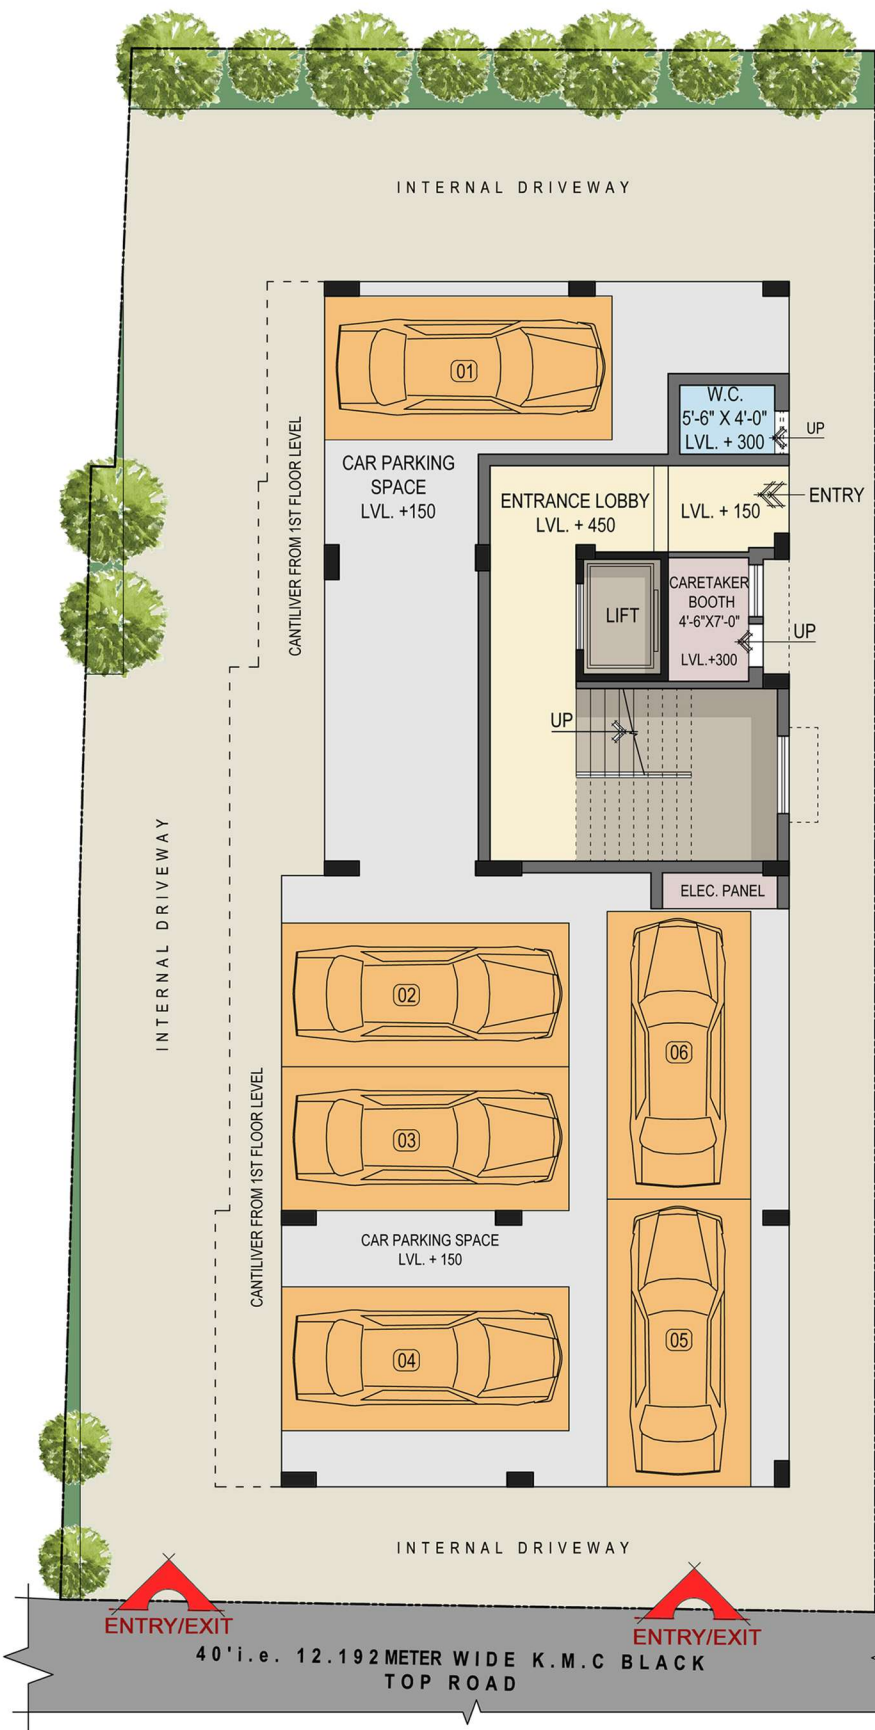 INTERNAL DRIVEWAY
01
W.C.
5'-6" X 4'-0"
LVL. + 300
UP
CANTILIVER FROM 1ST FLOOR LEVEL
CAR PARKING
SPACE
LVL. +150
ENTRANCE LOBBY
LVL. + 450
LVL. + 150
ENTRY
LIFT
CARETAKER
BOOTH
4'-6"X7'-0"
LVL.+300
UP
UP
INTERNAL DRIVEWAY
ELEC. PANEL
02
06
03
CANTILIVER FROM 1ST FLOOR LEVEL
CAR PARKING SPACE
LVL. + 150
04
05
INTERNAL DRIVEWAY
ENTRY/EXIT
ENTRY/EXIT
40'i.e. 12.192 METER WIDE K.M.C BLACK
TOP ROAD